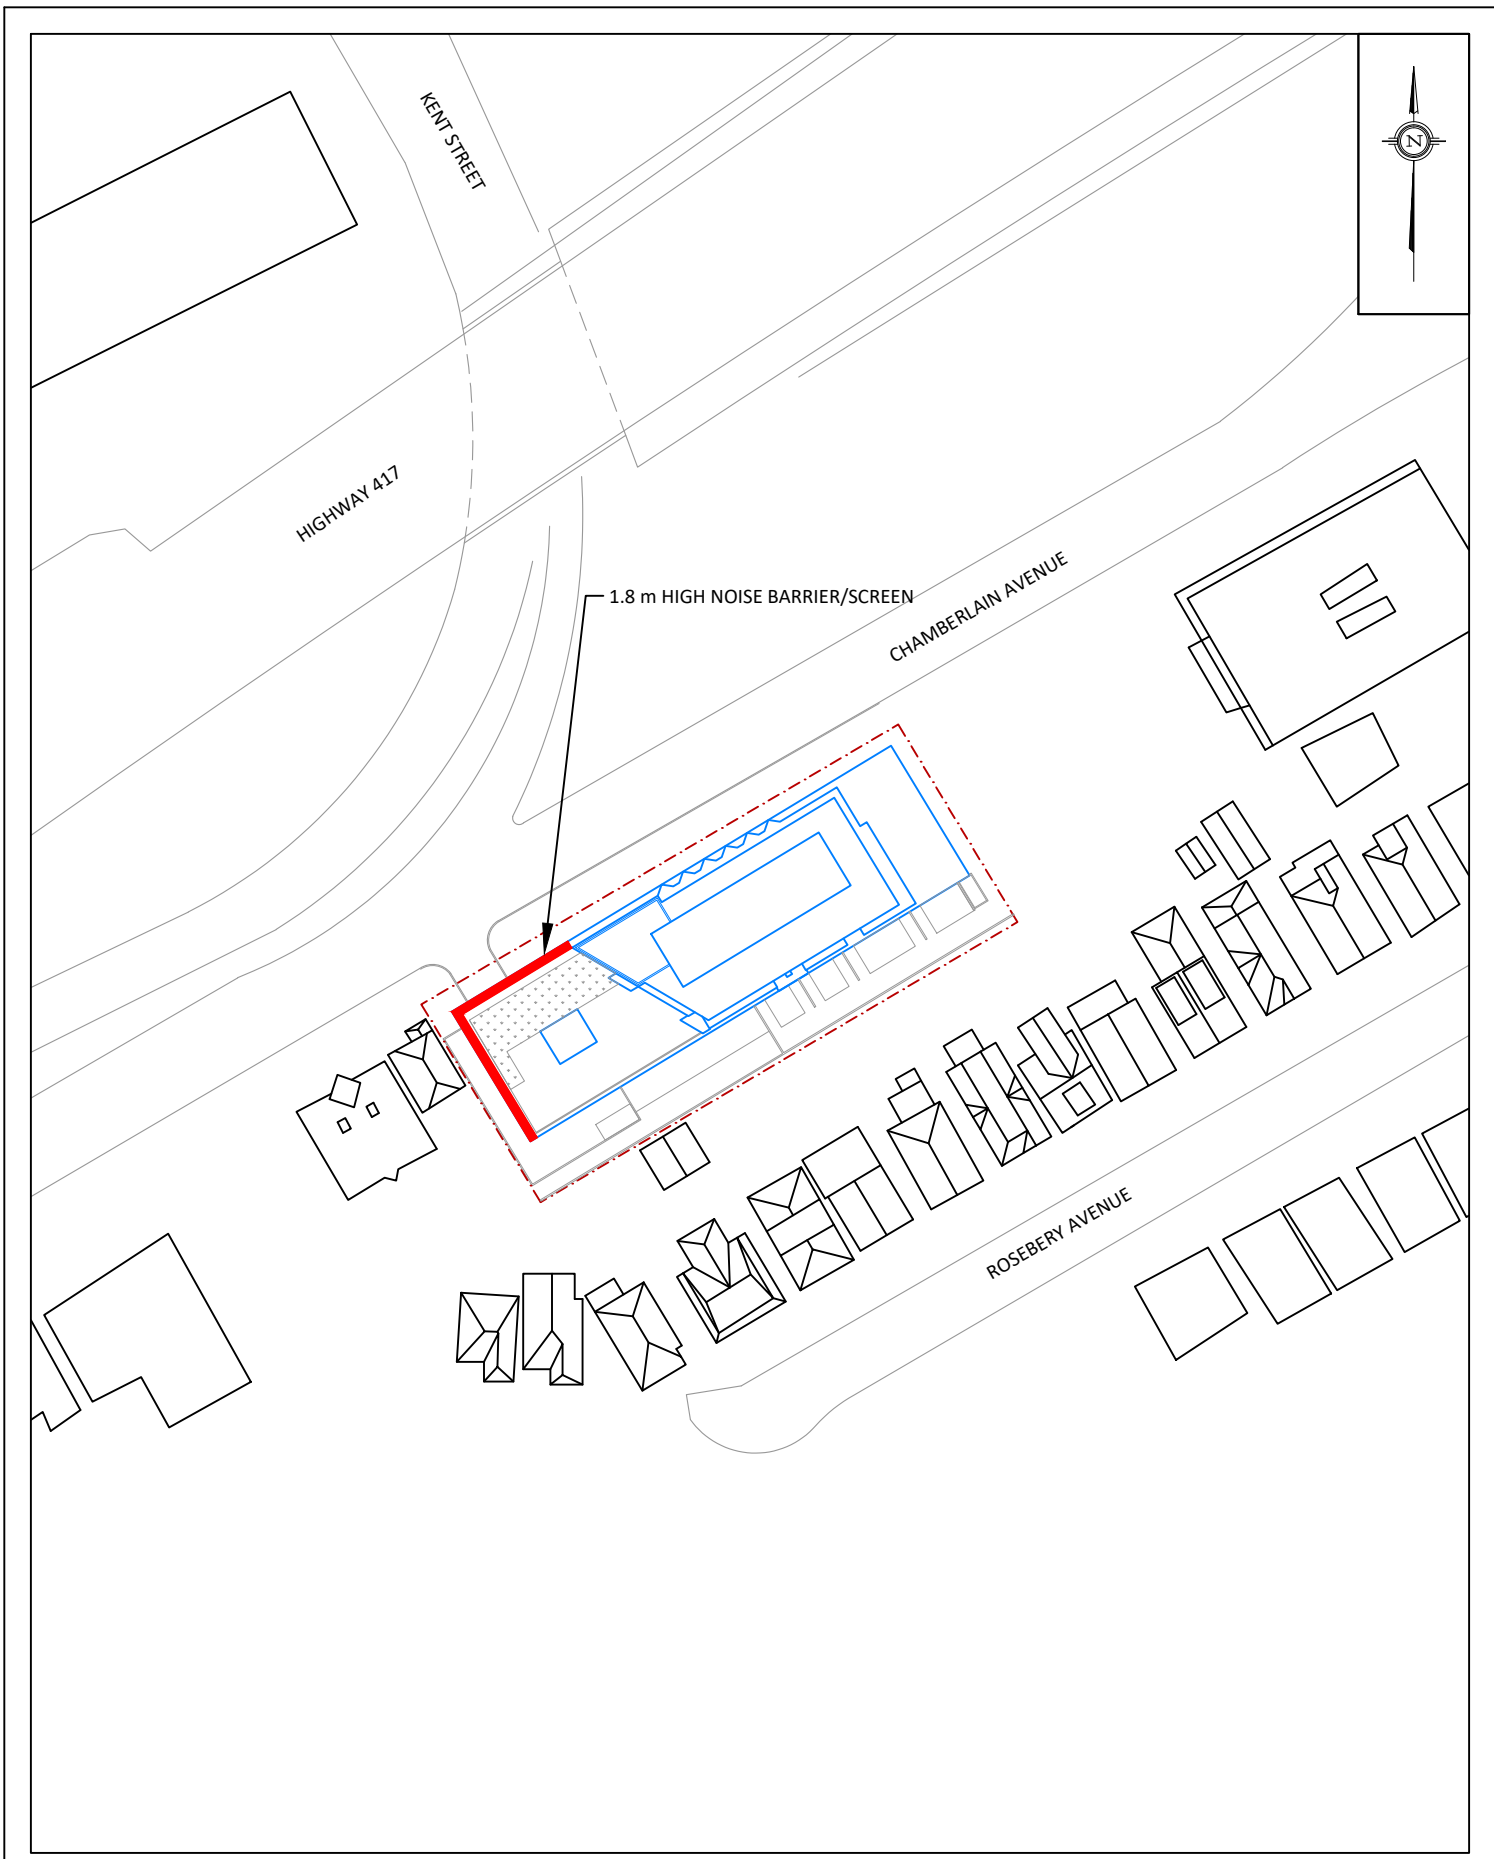 KENT STREET
N
HIGHWAY 417
1.8 m HIGH NOISE BARRIER/SCREEN
CHAMBERLAIN AVENUE
ROSEBERY AVENUE